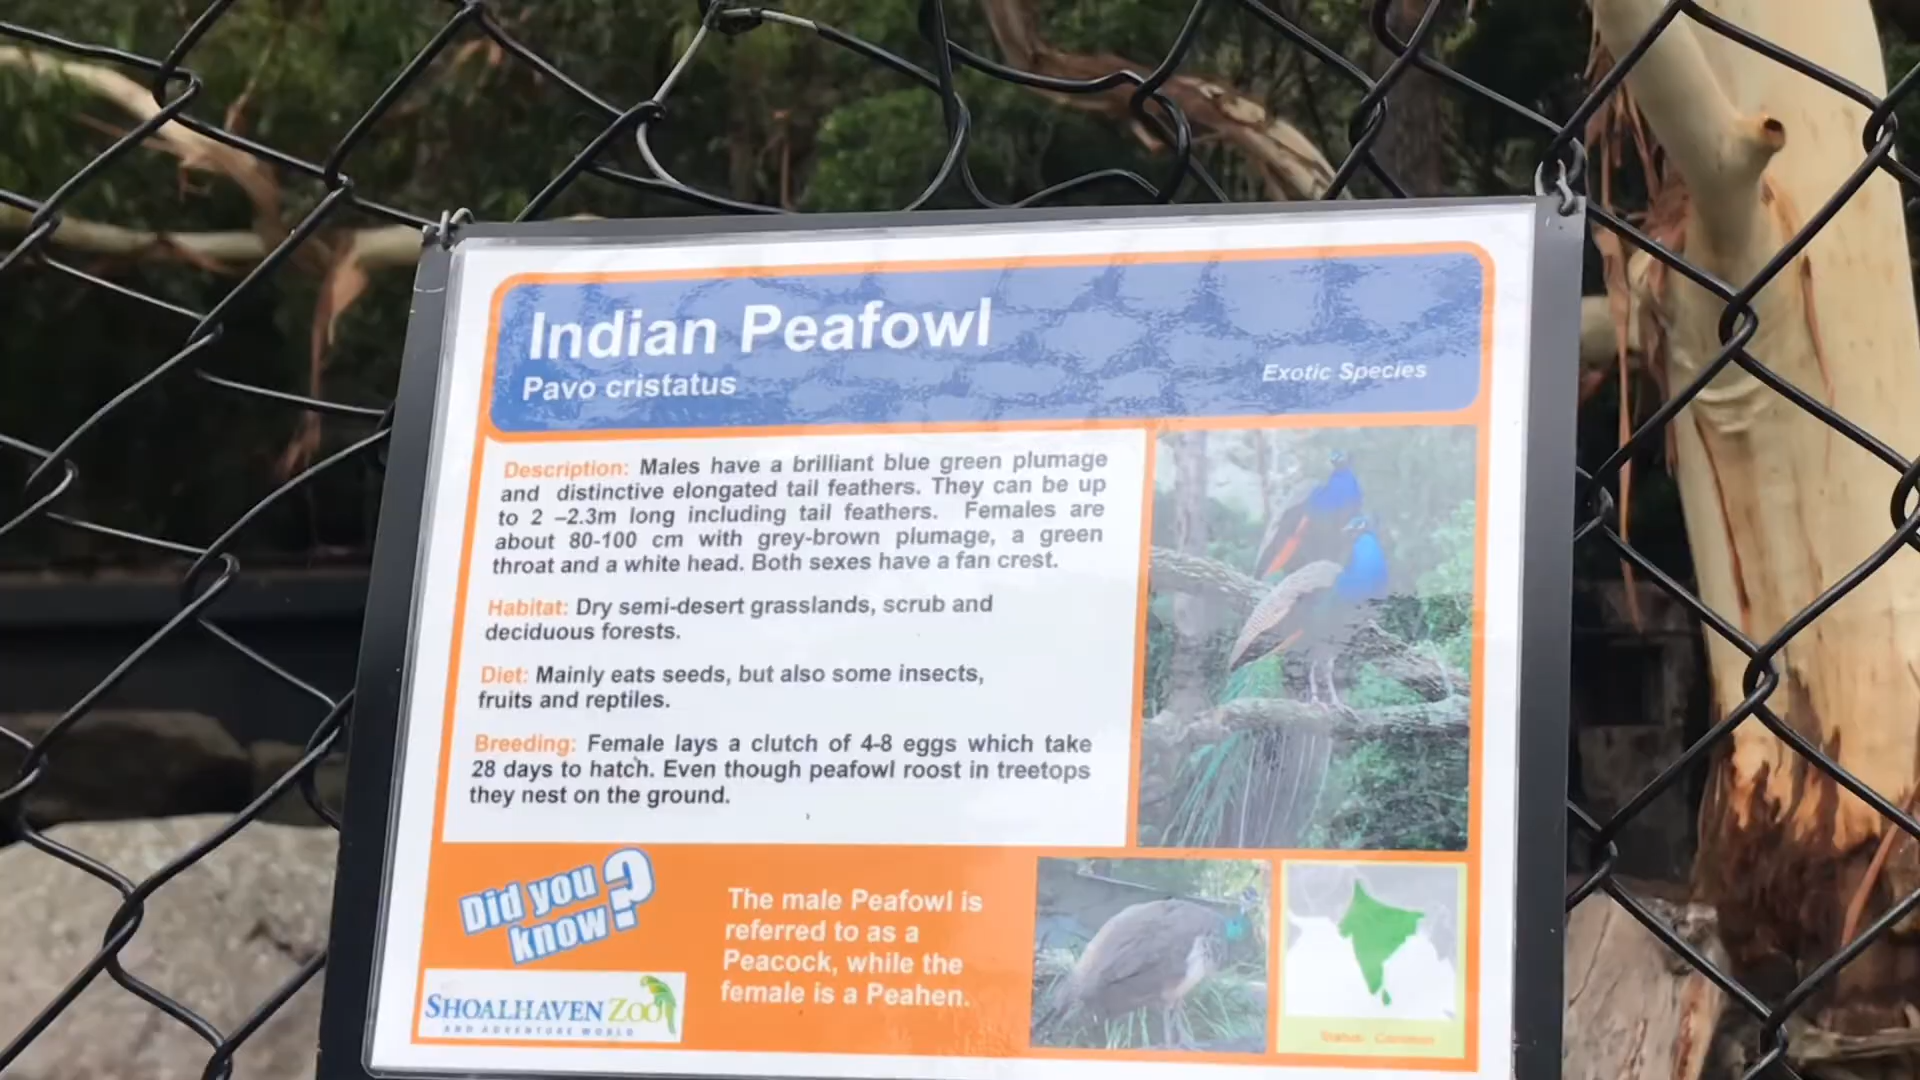 Indian Peafowl
Pavo cristatus
Exotic Species
Description: Males have a brilliant blue green plumage
and distinctive elongated tail feathers. They can be up
to 2 –2.3m long including tail feathers. Females are
about 80-100 cm with grey-brown plumage, a green
throat and a white head. Both sexes have a fan crest.
Habitat: Dry semi-desert grasslands, scrub and
deciduous forests.
Diet: Mainly eats seeds, but also some insects,
fruits and reptiles.
Breeding: Female lays a clutch of 4-8 eggs which take
28 days to hatch. Even though peafowl roost in treetops
they nest on the ground.
Did you
know?
The male Peafowl is
referred to as a
Peacock, while the
female is a Peahen.
SHOALHAVEN ZOO
AND ADVENTURE WORLD
Status: Common